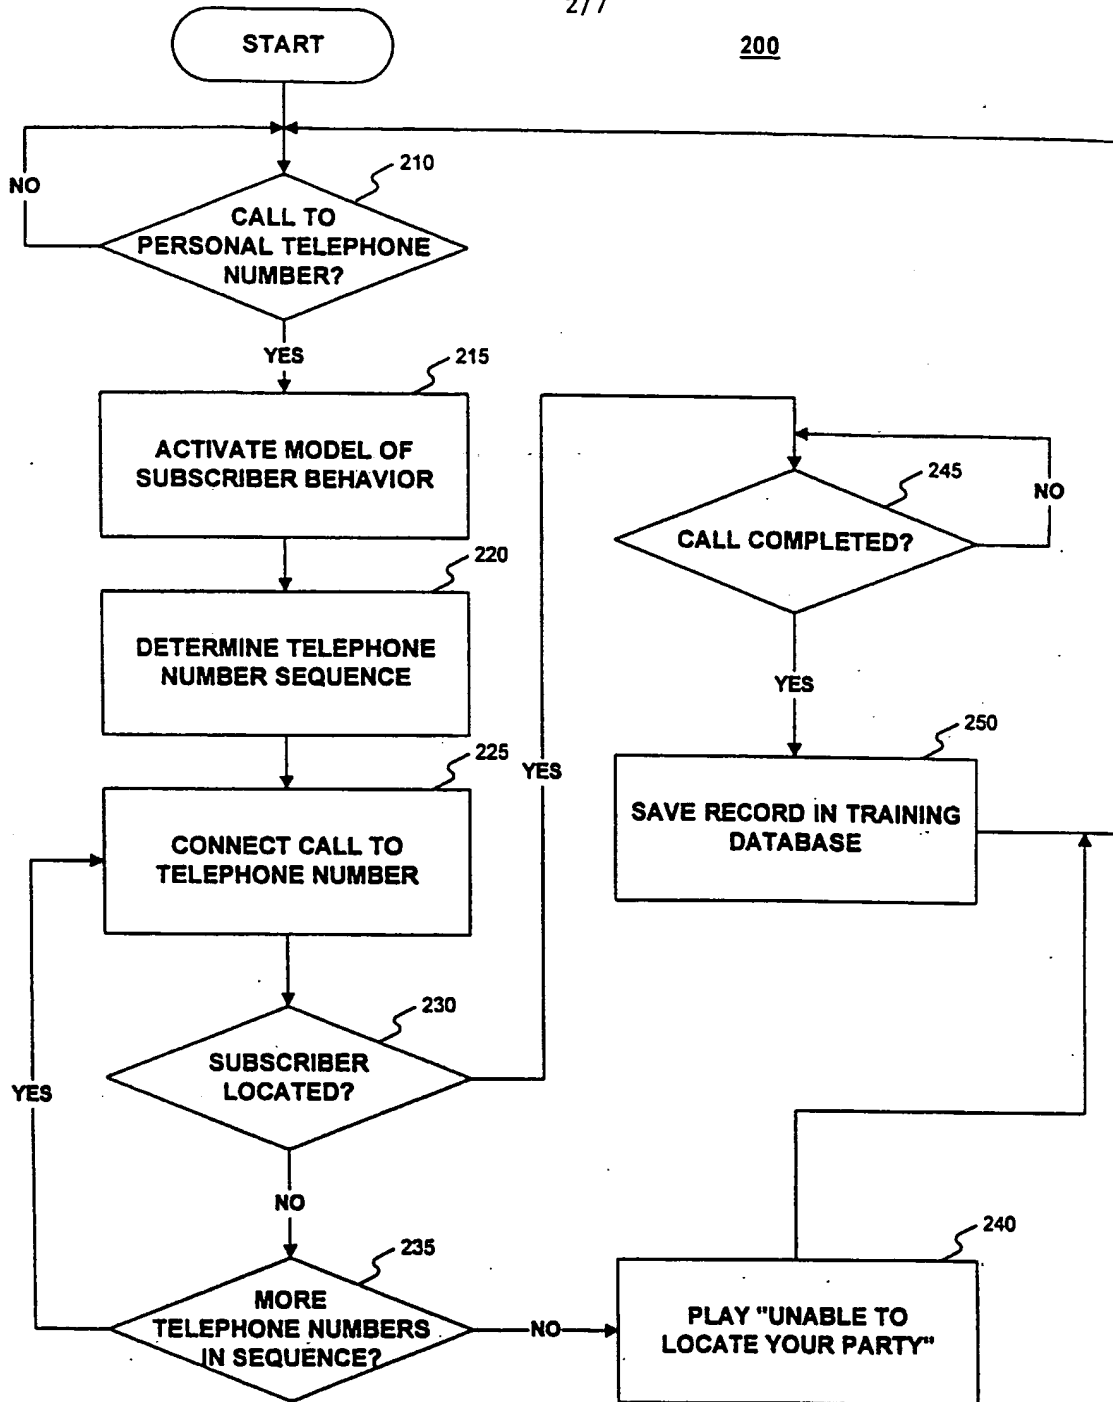 2/7
START
200
NO
210
CALL TO
PERSONAL TELEPHONE
NUMBER?
YES
215
ACTIVATE MODEL OF
SUBSCRIBER BEHAVIOR
220
DETERMINE TELEPHONE
NUMBER SEQUENCE
225
CONNECT CALL TO
TELEPHONE NUMBER
YES
230
SUBSCRIBER
LOCATED?
NO
235
MORE
TELEPHONE NUMBERS
IN SEQUENCE?
NO
240
PLAY "UNABLE TO
LOCATE YOUR PARTY"
YES
245
CALL COMPLETED?
NO
YES
250
SAVE RECORD IN TRAINING
DATABASE